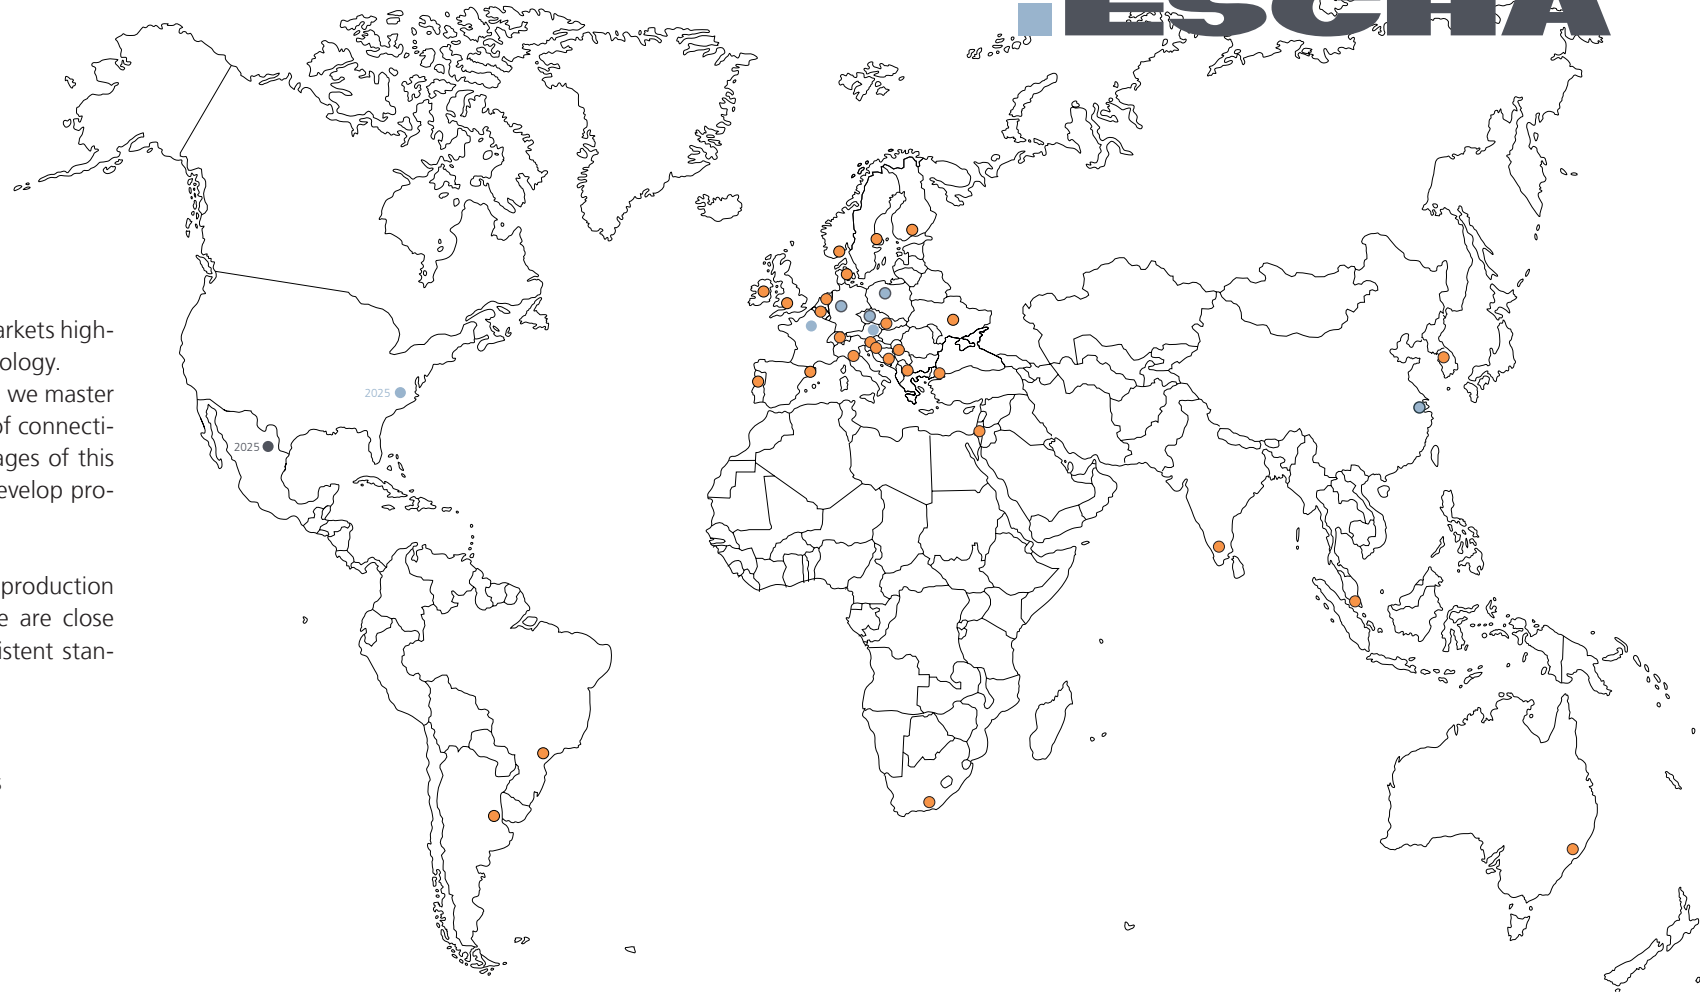 ESCHA
arkets high-
ology.
we master
of connecti-
ages of this
evelop pro-
production
e are close
istent stan-
s
2025
2025